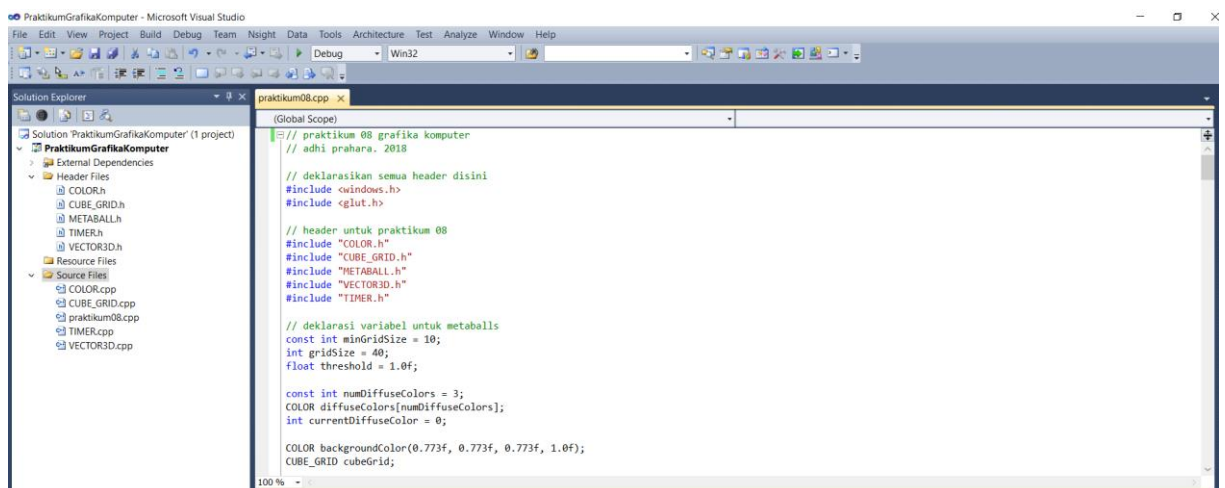 PraktikumGrafikaKomputer - Microsoft Visual Studio
File Edit View Project Build Debug Team Nsight Data Tools Architecture Test Analyze Window Help
Debug Win32
Solution Explorer
praktikum08.cpp
(Global Scope)
Solution 'PraktikumGrafikaKomputer' (1 project)
PraktikumGrafikaKomputer
External Dependencies
Header Files
COLOR.h
CUBE_GRID.h
METABALL.h
TIMER.h
VECTOR3D.h
Resource Files
Source Files
COLOR.cpp
CUBE_GRID.cpp
praktikum08.cpp
TIMER.cpp
VECTOR3D.cpp
// praktikum 08 grafika komputer
// adhi prahara. 2018
// deklarasikan semua header disini
#include <windows.h>
#include <glut.h>
// header untuk praktikum 08
#include "COLOR.h"
#include "CUBE_GRID.h"
#include "METABALL.h"
#include "VECTOR3D.h"
#include "TIMER.h"
// deklarasi variabel untuk metaballs
const int minGridSize = 10;
int gridSize = 40;
float threshold = 1.0f;
const int numDiffuseColors = 3;
COLOR diffuseColors[numDiffuseColors];
int currentDiffuseColor = 0;
COLOR backgroundColor(0.773f, 0.773f, 0.773f, 1.0f);
CUBE_GRID cubeGrid;
100 %